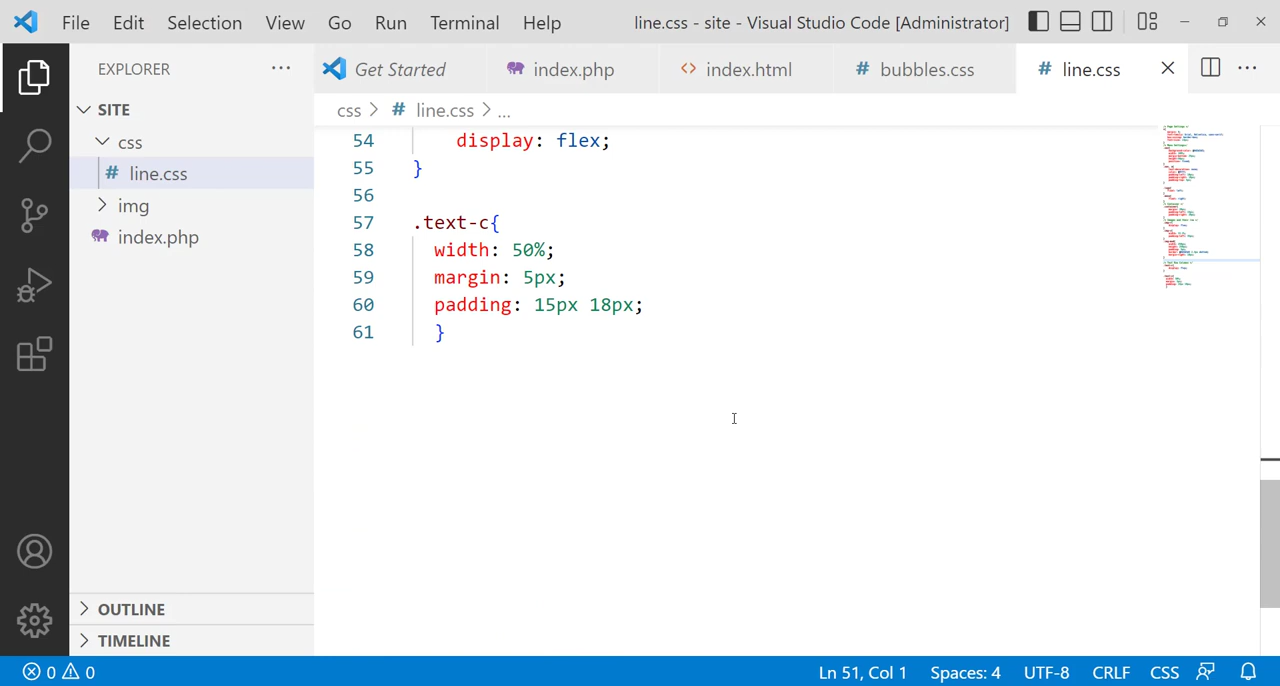 File Edit Selection View Go Run Terminal Help line.css - site - Visual Studio Code [Administrator]
EXPLORER ... Get Started index.php <> index.html # bubbles.css # line.css ...
SITE
css > # line.css > ...
css
# line.css
img
index.php
54 display: flex;
55 }
56
57 .text-c{
58 width: 50%;
59 margin: 5px;
60 padding: 15px 18px;
61 }
OUTLINE
TIMELINE
0 0 Ln 51, Col 1 Spaces: 4 UTF-8 CRLF CSS